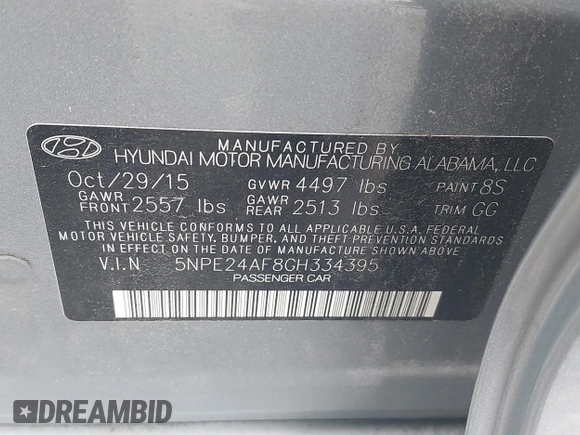 MANUFACTURED BY
HYUNDAI MOTOR MANUFACTURING ALABAMA, LLC
Oct/29/15 GVWR 4497 lbs PAINT 8S
GAWR FRONT 2557 lbs GAWR REAR 2513 lbs TRIM GG
THIS VEHICLE CONFORMS TO ALL APPLICABLE U.S.A. FEDERAL
MOTOR VEHICLE SAFETY, BUMPER, AND THEFT PREVENTION STANDARDS
IN EFFECT ON THE DATE OF MANUFACTURE SHOWN ABOVE
V.I.N 5NPE24AF8GH334395
PASSENGER CAR
DREAMBID